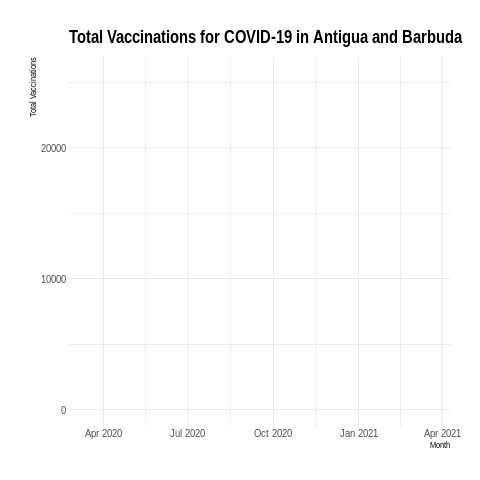 Total Vaccinations for COVID-19 in Antigua and Barbuda
Total Vaccinations
20000
10000
0
Apr 2020 Jul 2020 Oct 2020 Jan 2021 Apr 2021
Month